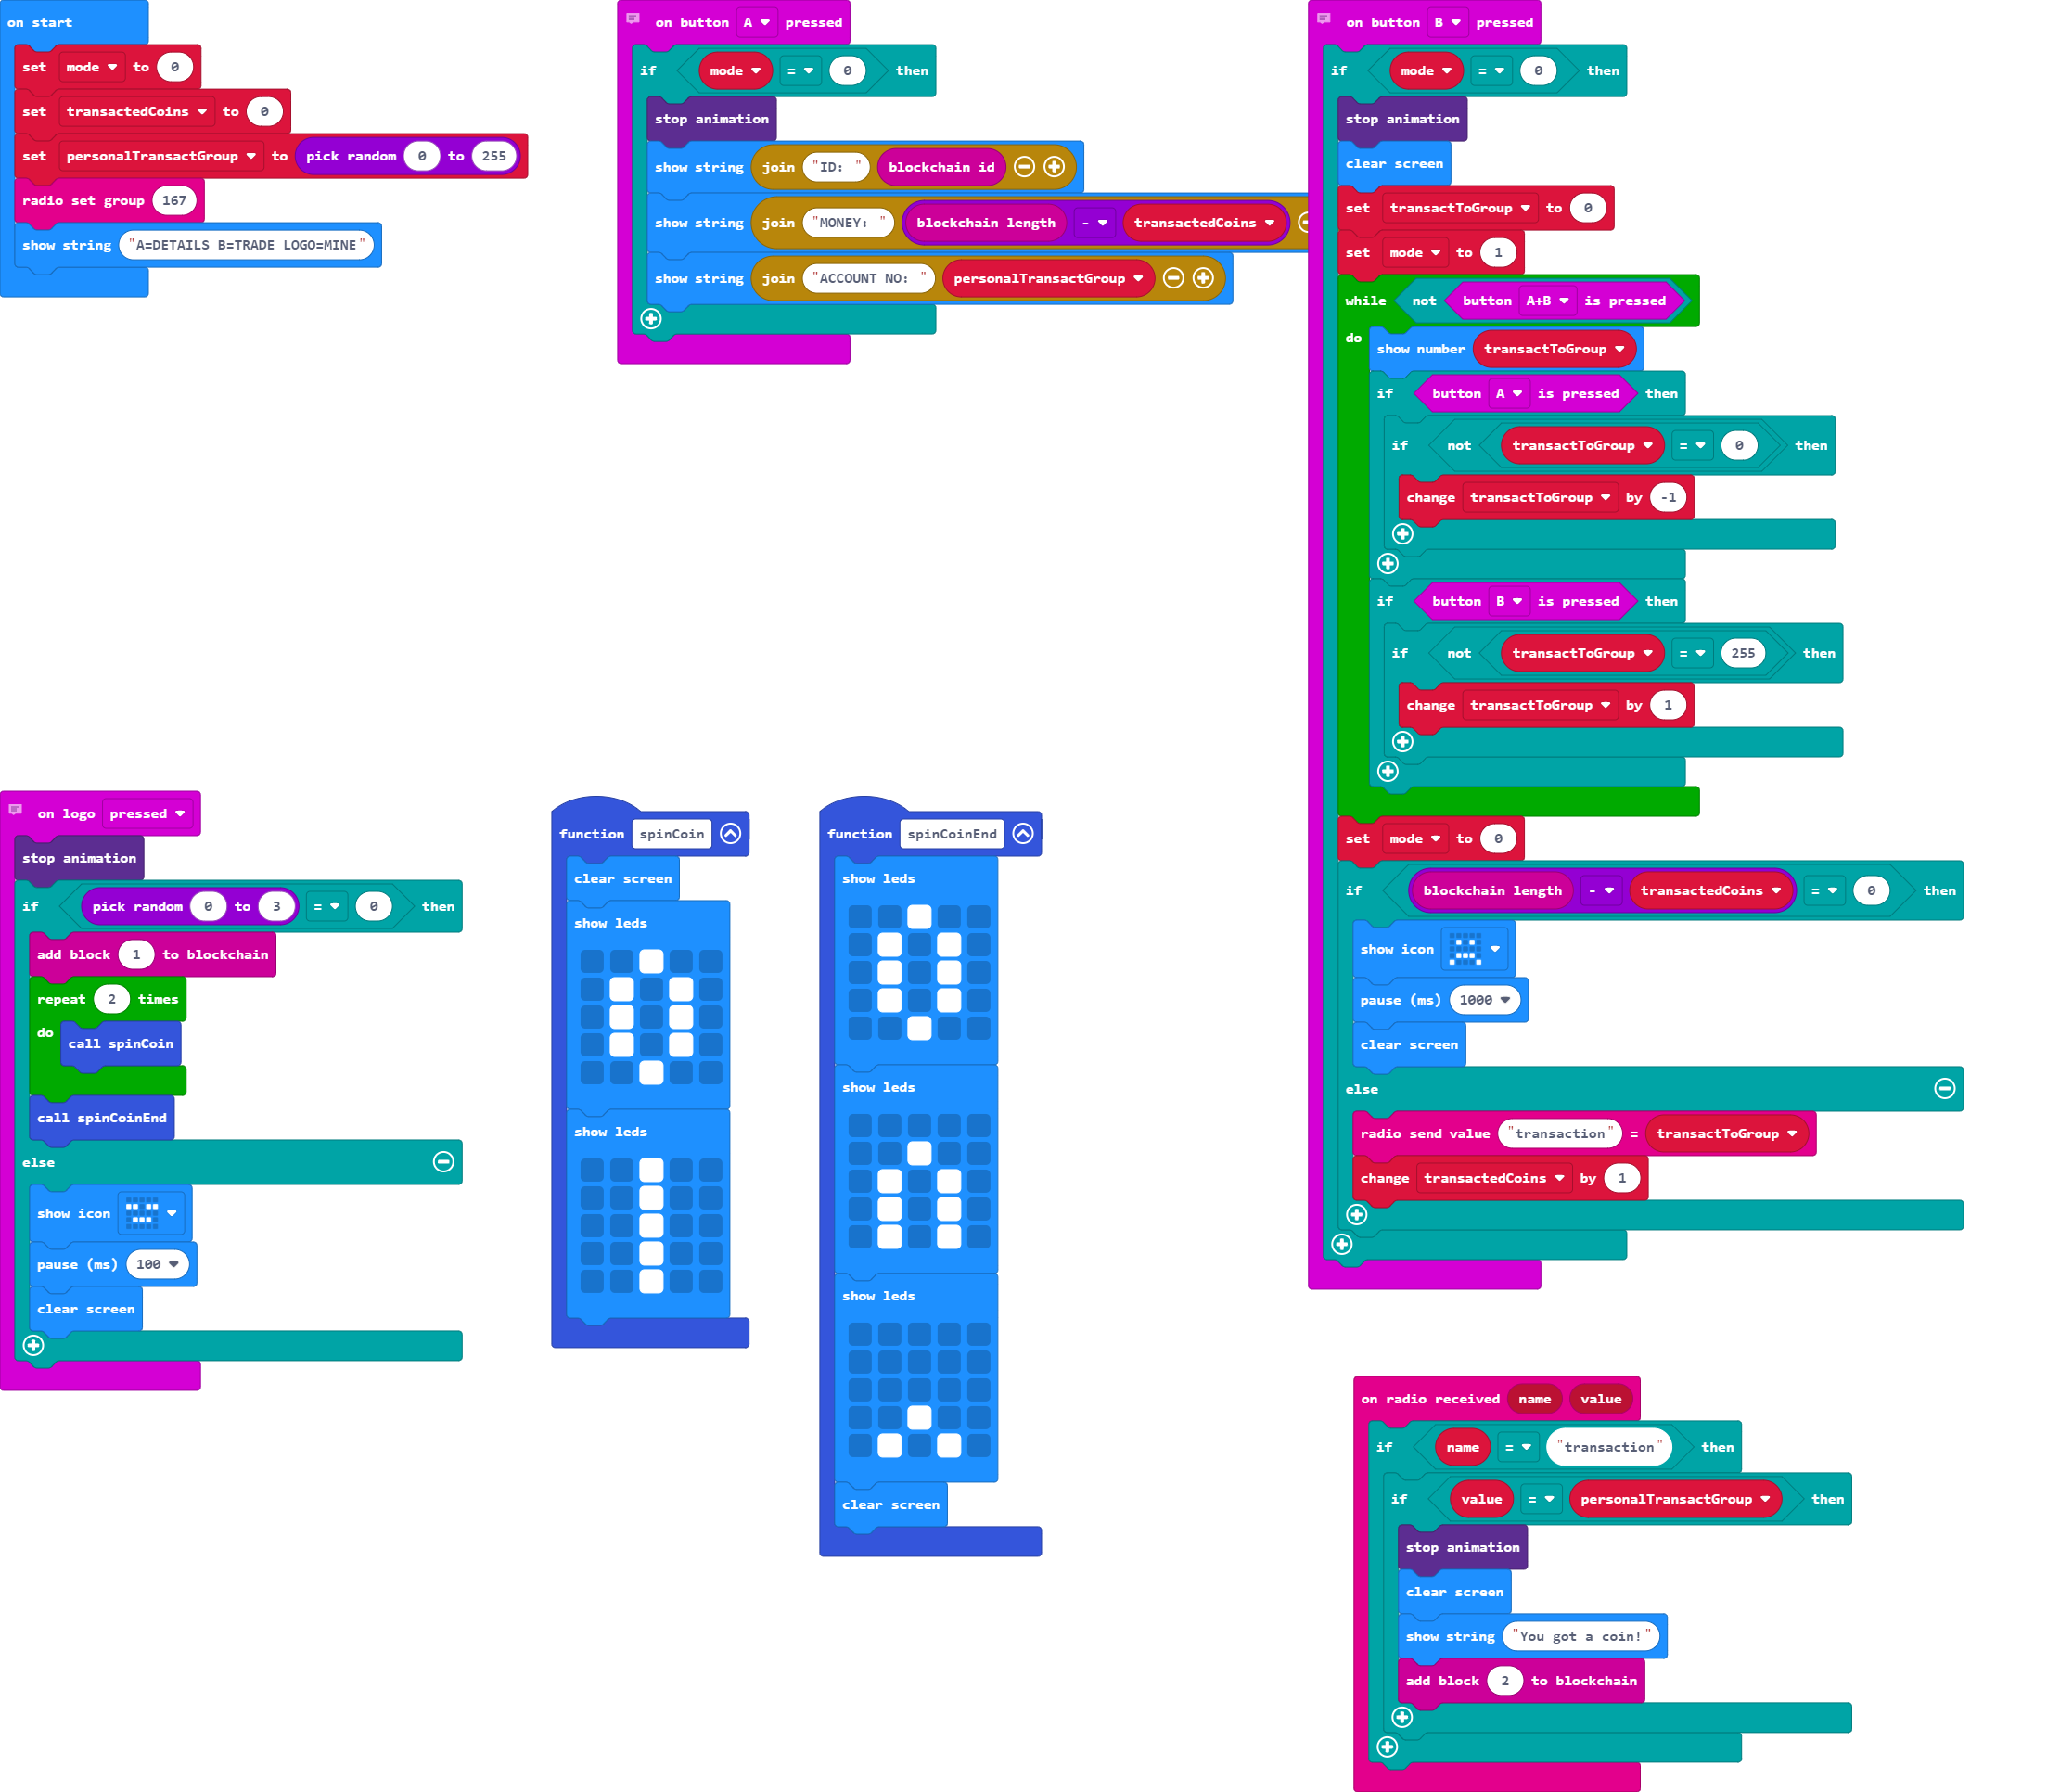 on start
set mode to 0
set transactedCoins to 0
set personalTransactGroup to pick random 0 to 255
radio set group 167
show string "A=DETAILS B=TRADE LOGO=MINE"
on button A pressed
if mode = 0 then
stop animation
show string join "ID: " blockchain id
show string join "MONEY: " blockchain length - transactedCoins
show string join "ACCOUNT NO: " personalTransactGroup
on button B pressed
if mode = 0 then
stop animation
clear screen
set transactToGroup to 0
set mode to 1
while not button A+B is pressed
do
show number transactToGroup
if button A is pressed then
if not transactToGroup = 0 then
change transactToGroup by -1
if button B is pressed then
if not transactToGroup = 255 then
change transactToGroup by 1
set mode to 0
if blockchain length - transactedCoins = 0 then
show icon
pause (ms) 1000
clear screen
else
radio send value "transaction" = transactToGroup
change transactedCoins by 1
on logo pressed
stop animation
if pick random 0 to 3 = 0 then
add block 1 to blockchain
repeat 2 times
do
call spinCoin
call spinCoinEnd
else
show icon
pause (ms) 100
clear screen
function spinCoin
clear screen
show leds
show leds
function spinCoinEnd
show leds
show leds
show leds
clear screen
on radio received name value
if name = "transaction" then
if value = personalTransactGroup then
stop animation
clear screen
show string "You got a coin!"
add block 2 to blockchain